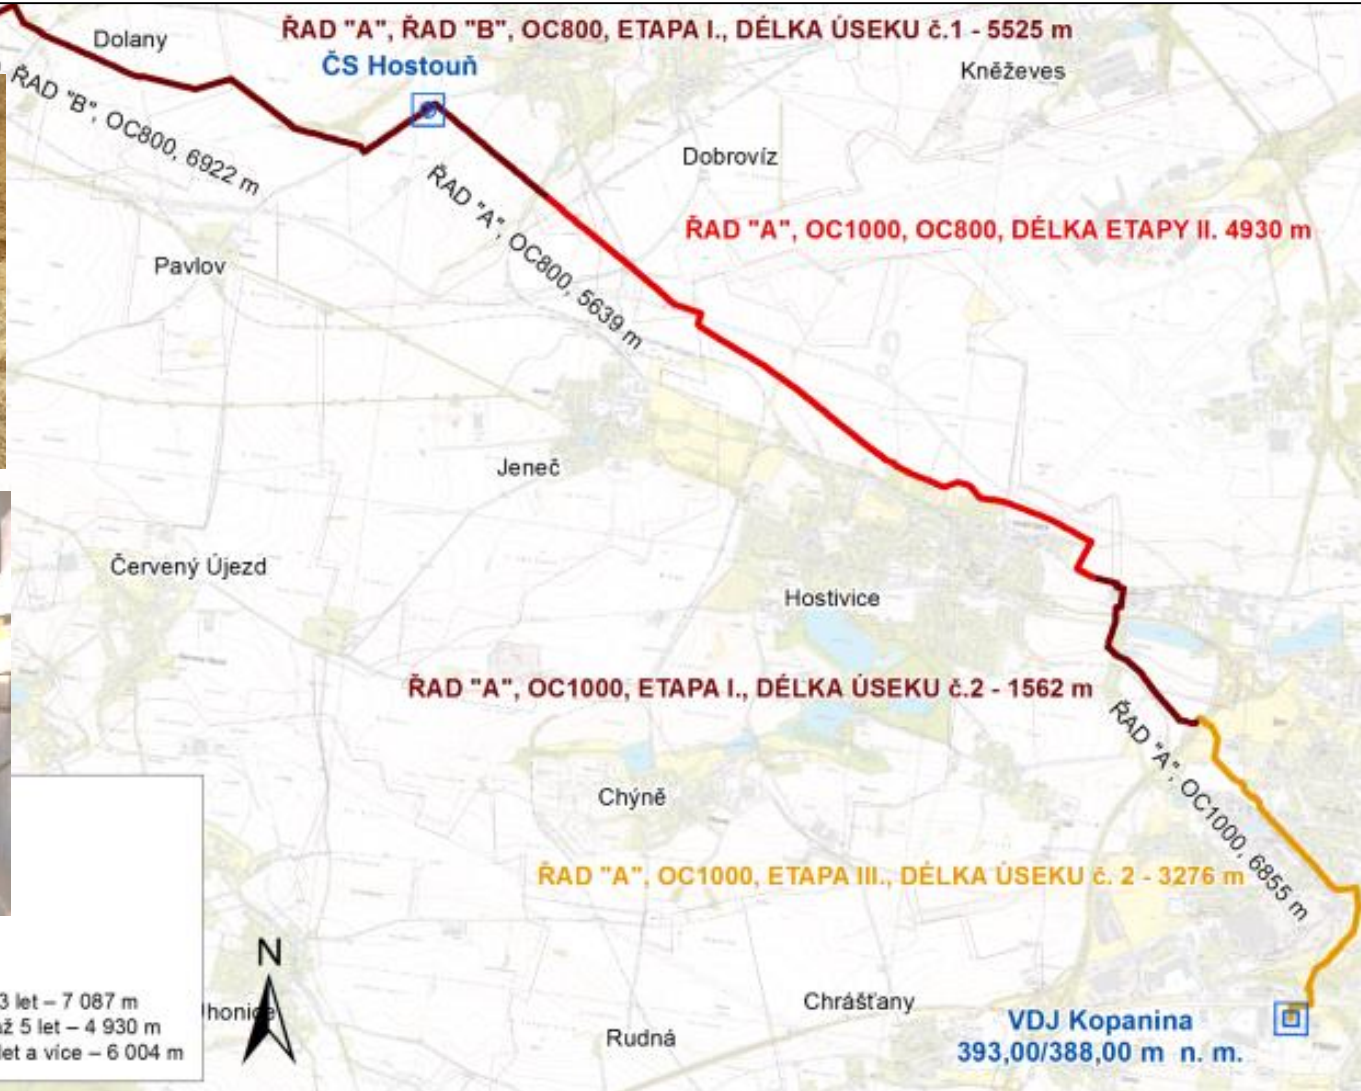 ŘAD "A", ŘAD "B", OC800, ETAPA I., DÉLKA ÚSEKU č.1 - 5525 m
Dolany
ČS Hostouň
Kněževes
ŘAD "B", OC800, 6922 m
Dobrovíz
ŘAD "A", OC800, 5639 m
ŘAD "A", OC1000, OC800, DÉLKA ETAPY II. 4930 m
Pavlov
Jeneč
Červený Újezd
Hostivice
ŘAD "A", OC1000, ETAPA I., DÉLKA ÚSEKU č.2 - 1562 m
ŘAD "A", OC1000, 6855 m
Chýně
ŘAD "A", OC1000, ETAPA III., DÉLKA ÚSEKU č. 2 - 3276 m
N
3 let – 7 087 m
až 5 let – 4 930 m
let a více – 6 004 m
Chrášťany
Rudná
VDJ Kopanina
393,00/388,00 m n. m.